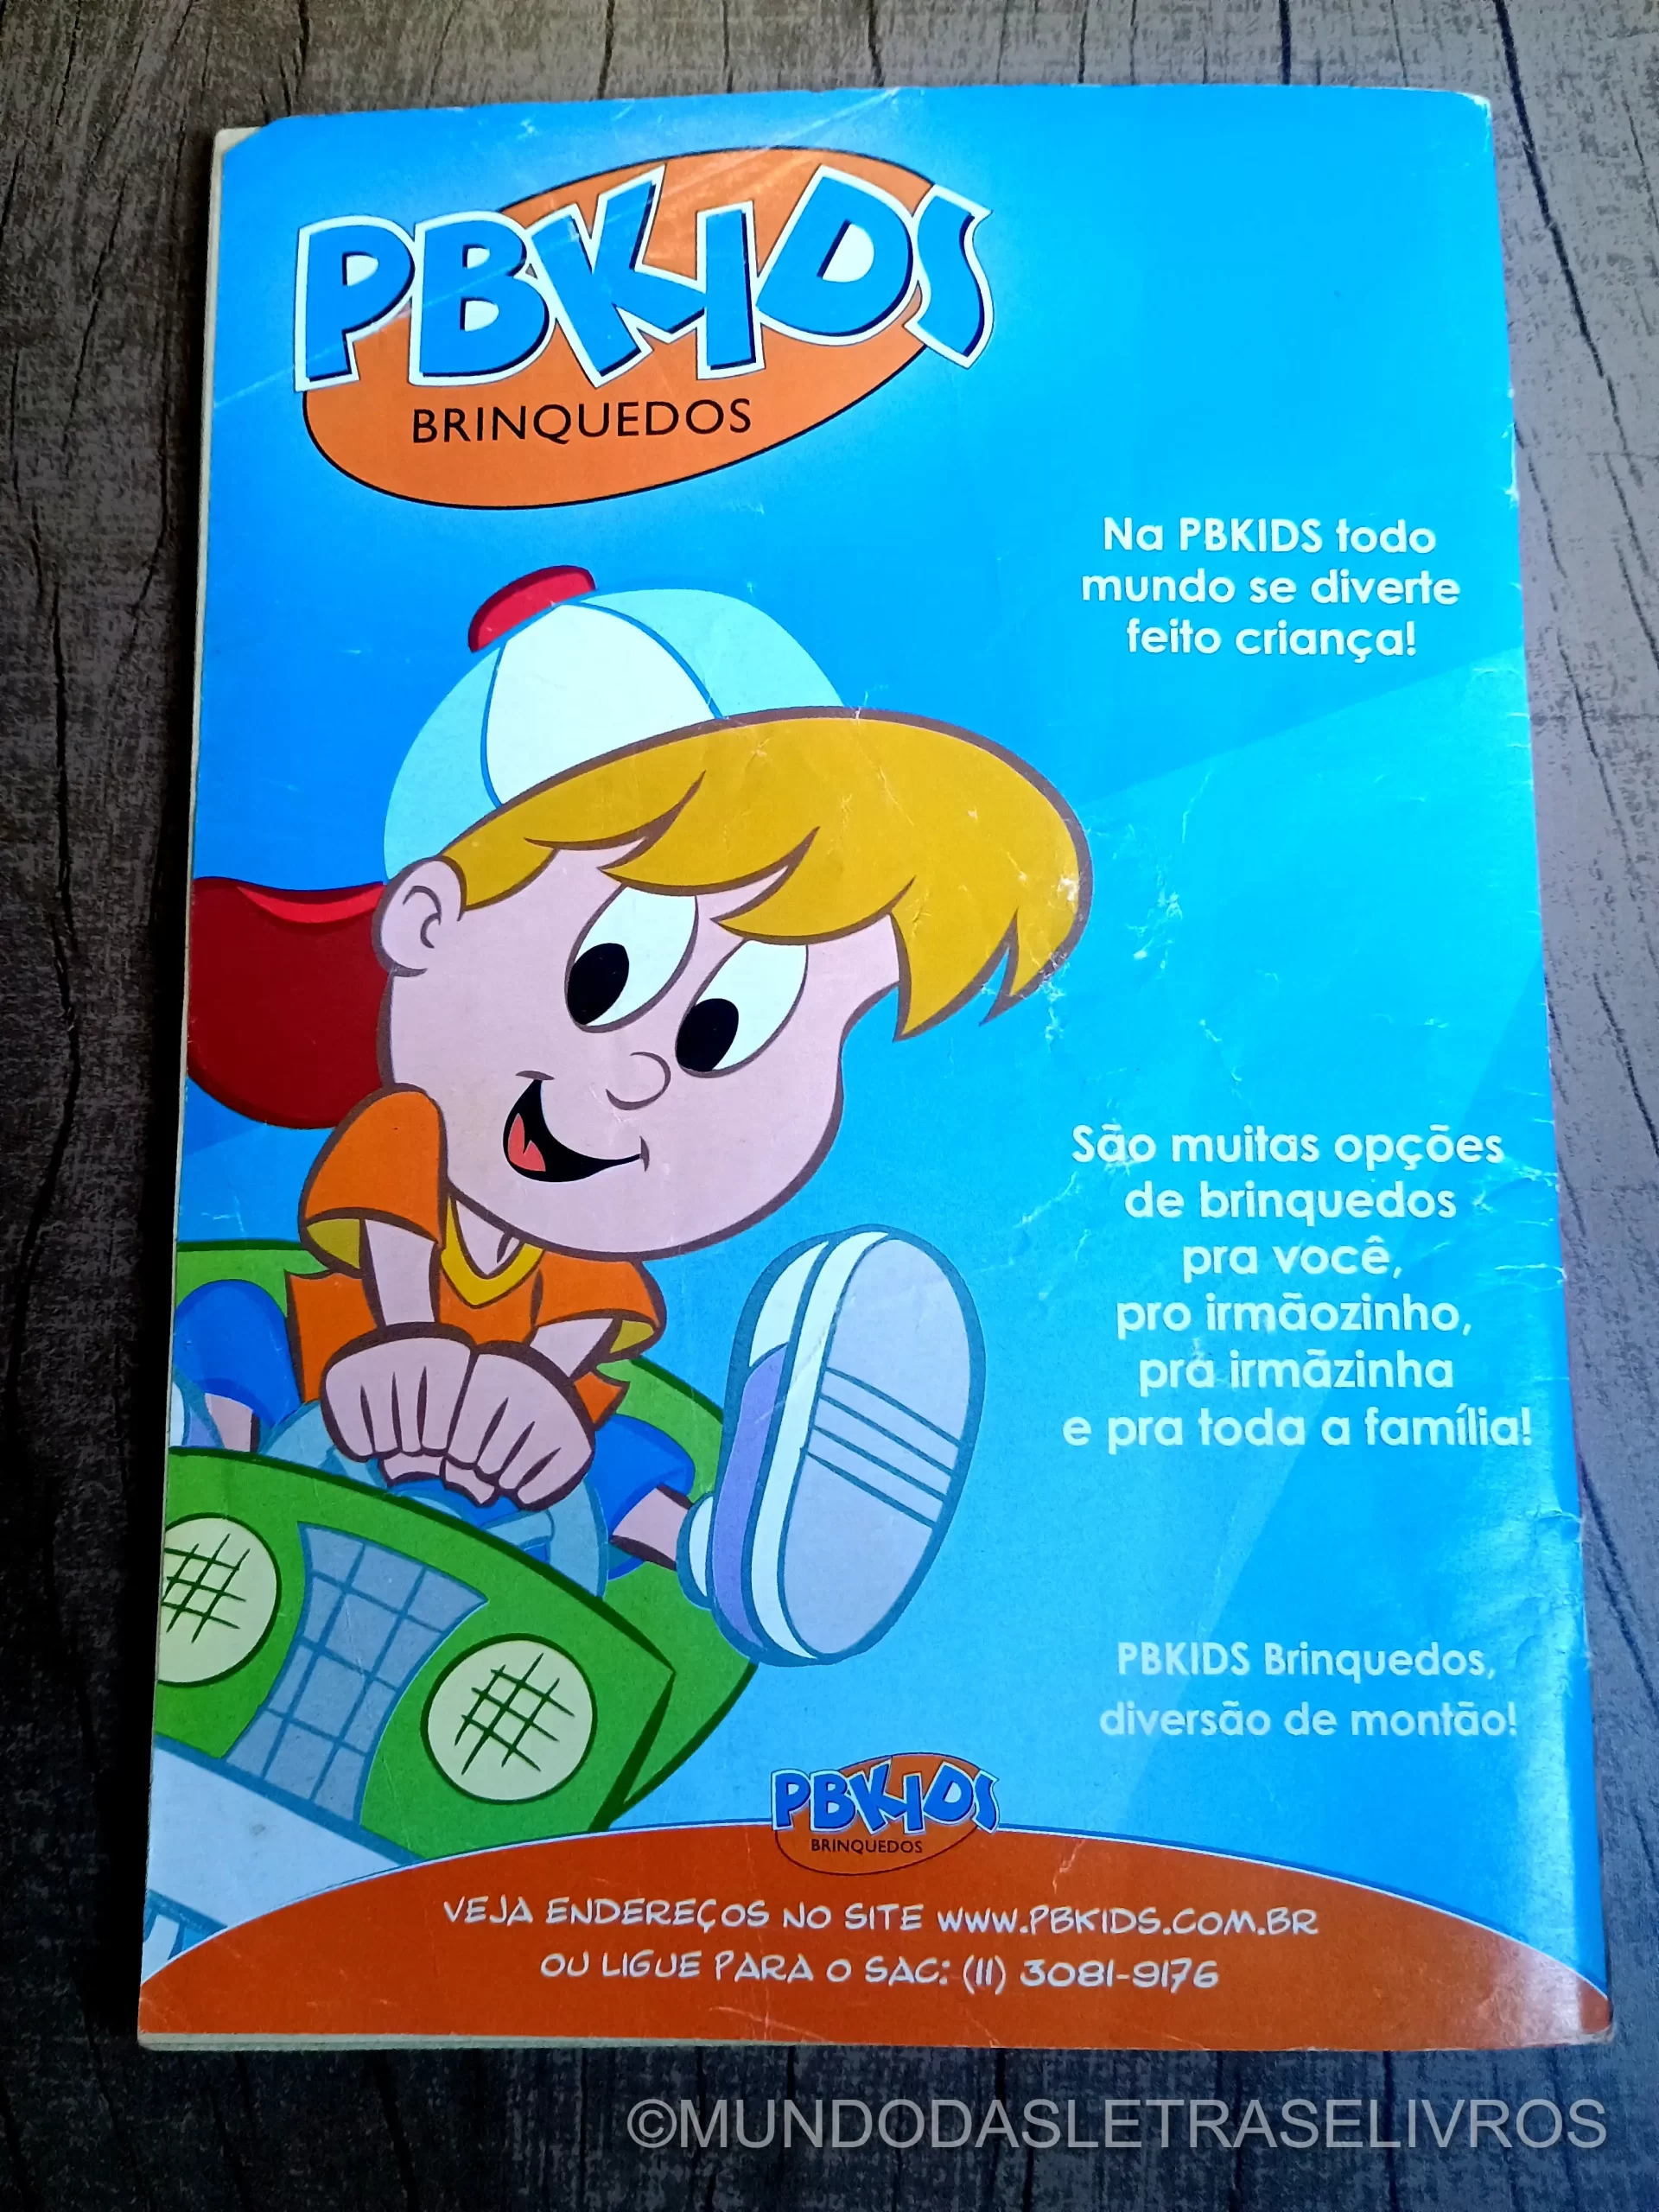 PBKIDS
BRINQUEDOS
Na PBKIDS todo
mundo se diverte
feito criança!
São muitas opções
de brinquedos
pra você,
pro irmãozinho,
pra irmãzinha
e pra toda a família!
PBKIDS Brinquedos,
diversão de montão!
PBKIDS
BRINQUEDOS
VEJA ENDEREÇOS NO SITE WWW.PBKIDS.COM.BR
OU LIGUE PARA O SAC: (11) 3081-9176
©MUNDODASLETRASELIVROS